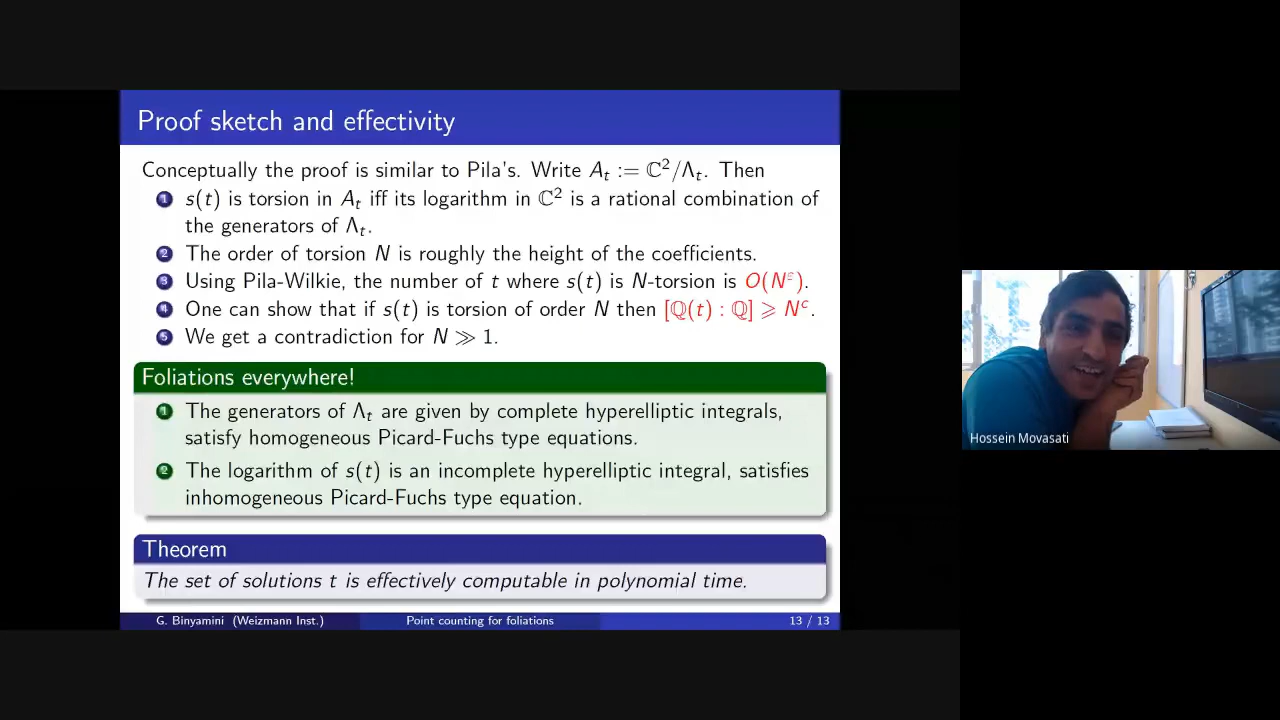 Proof sketch and effectivity
Conceptually the proof is similar to Pila's. Write A_t := ℂ²/Λ_t. Then
1 s(t) is torsion in A_t iff its logarithm in ℂ² is a rational combination of
the generators of Λ_t.
2 The order of torsion N is roughly the height of the coefficients.
3 Using Pila-Wilkie, the number of t where s(t) is N-torsion is O(N^ε).
4 One can show that if s(t) is torsion of order N then [ℚ(t) : ℚ] ⩾ N^c.
5 We get a contradiction for N ≫ 1.
Foliations everywhere!
1 The generators of Λ_t are given by complete hyperelliptic integrals,
satisfy homogeneous Picard-Fuchs type equations.
2 The logarithm of s(t) is an incomplete hyperelliptic integral, satisfies
inhomogeneous Picard-Fuchs type equation.
Theorem
The set of solutions t is effectively computable in polynomial time.
G. Binyamini (Weizmann Inst.) Point counting for foliations 13 / 13
Hossein Movasati